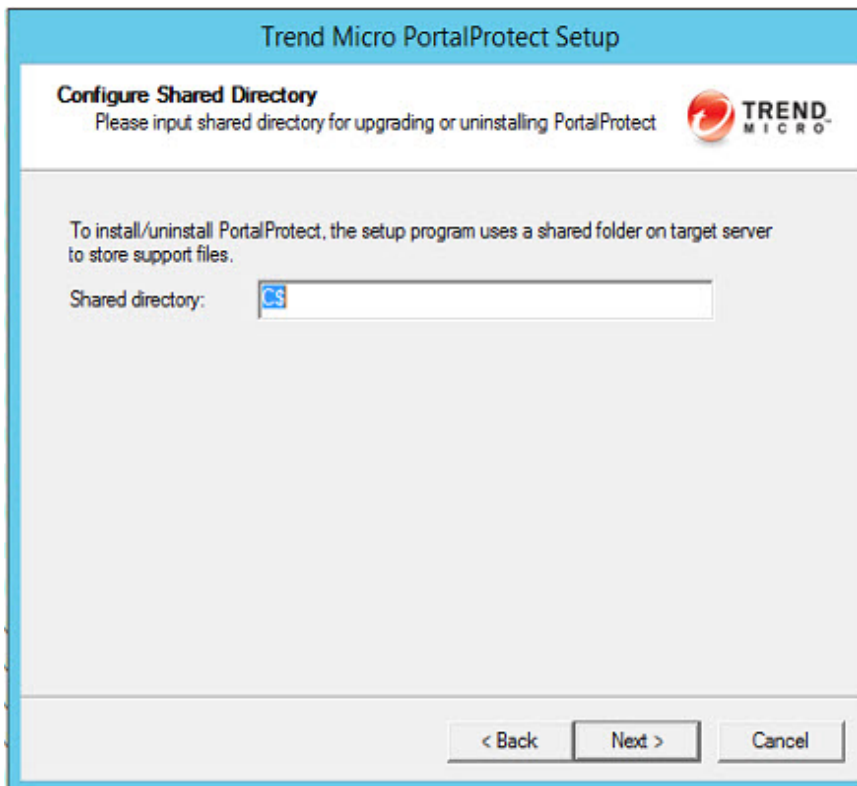 Trend Micro PortalProtect Setup
Configure Shared Directory
Please input shared directory for upgrading or uninstalling PortalProtect
TREND
MICRO™
To install/uninstall PortalProtect, the setup program uses a shared folder on target server
to store support files.
Shared directory: C$
< Back Next > Cancel